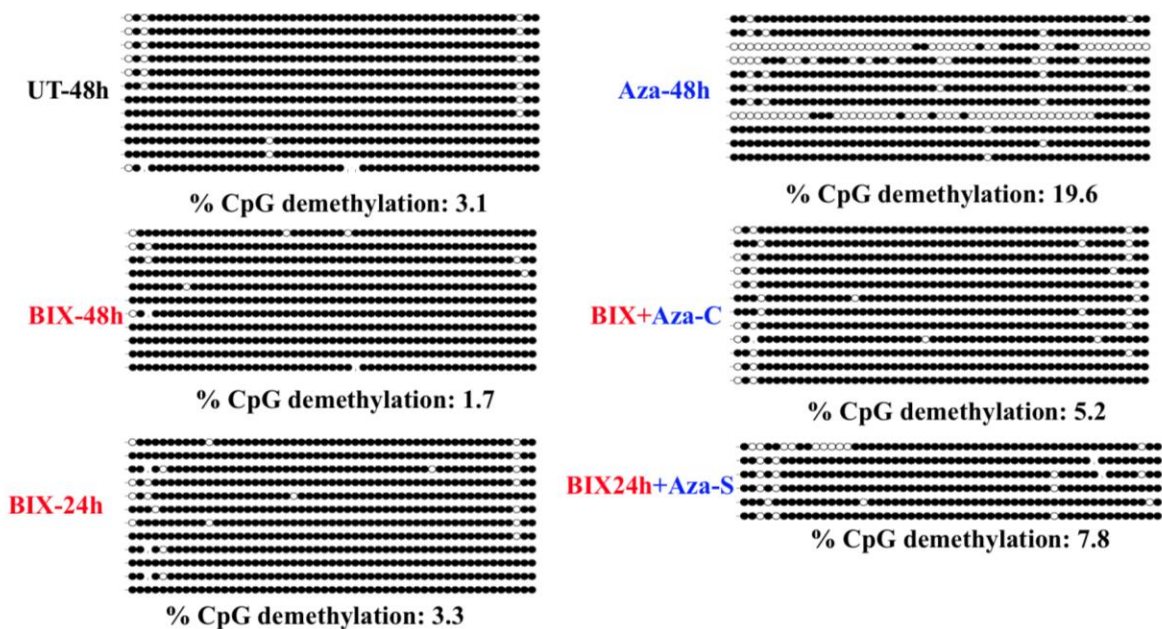 UT-48h
% CpG demethylation: 3.1
BIX-48h
% CpG demethylation: 1.7
BIX-24h
% CpG demethylation: 3.3
Aza-48h
% CpG demethylation: 19.6
BIX+Aza-C
% CpG demethylation: 5.2
BIX24h+Aza-S
% CpG demethylation: 7.8